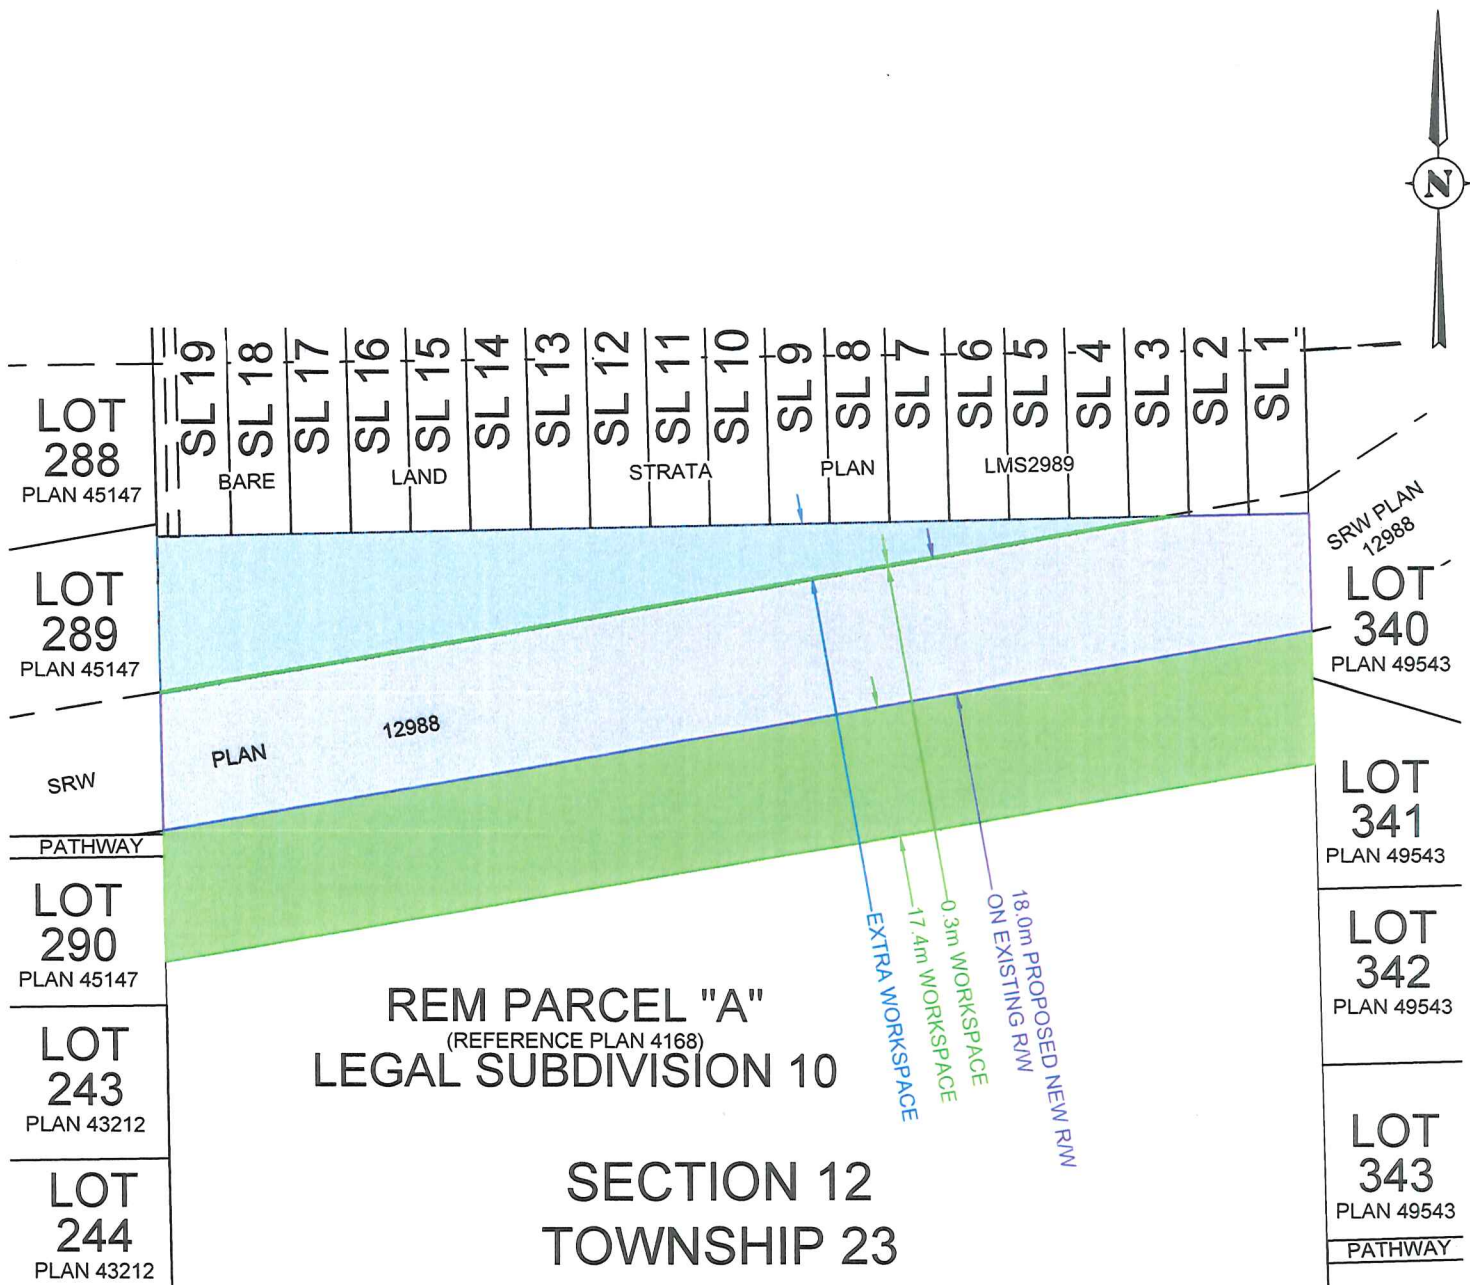 N
SL 19
SL 18
SL 17
SL 16
SL 15
SL 14
SL 13
SL 12
SL 11
SL 10
SL 9
SL 8
SL 7
SL 6
SL 5
SL 4
SL 3
SL 2
SL 1
BARE LAND STRATA PLAN LMS2989
LOT
288
PLAN 45147
LOT
289
PLAN 45147
SRW PLAN 12988
PATHWAY
LOT
290
PLAN 45147
LOT
243
PLAN 43212
LOT
244
PLAN 43212
SRW PLAN
12988
LOT
340
PLAN 49543
LOT
341
PLAN 49543
LOT
342
PLAN 49543
LOT
343
PLAN 49543
PATHWAY
EXTRA WORKSPACE
17.4m WORKSPACE
0.3m WORKSPACE
18.0m PROPOSED NEW R/W
ON EXISTING R/W
REM PARCEL "A"
(REFERENCE PLAN 4168)
LEGAL SUBDIVISION 10
SECTION 12
TOWNSHIP 23